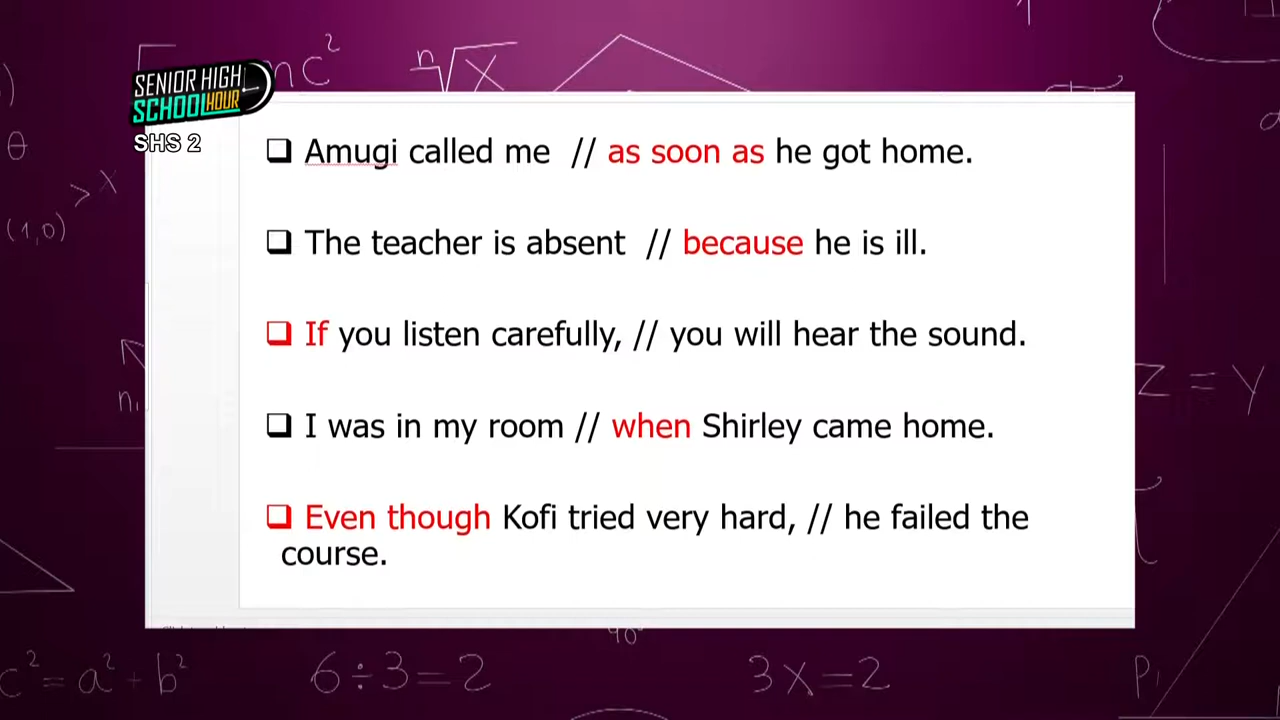 mc²
ⁿ√x
1
SENIOR HIGH
SCHOOL HOUR
SHS 2
θ
> x
(1,0)
❑ Amugi called me // as soon as he got home.
❑ The teacher is absent // because he is ill.
❑ If you listen carefully, // you will hear the sound.
❑ I was in my room // when Shirley came home.
❑ Even though Kofi tried very hard, // he failed the
course.
z = y
90°
c² = a² + b²
6÷3=2
3x=2